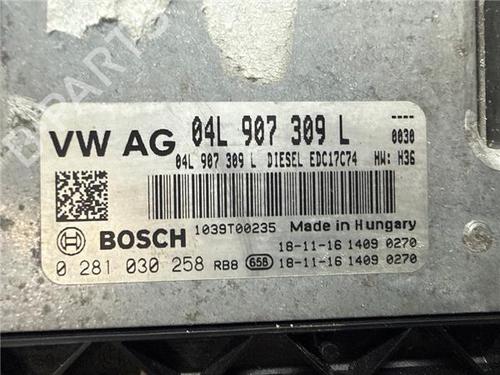 B-PARTS
VW AG 04L 907 309 L ---- 0030
04L 907 309 L DIESEL EDC17C74 HW: H36
BOSCH 1039T00235 Made in Hungary
18-11-16 1409 0270
0 281 030 258 RB8 658 18-11-16 1409 0270